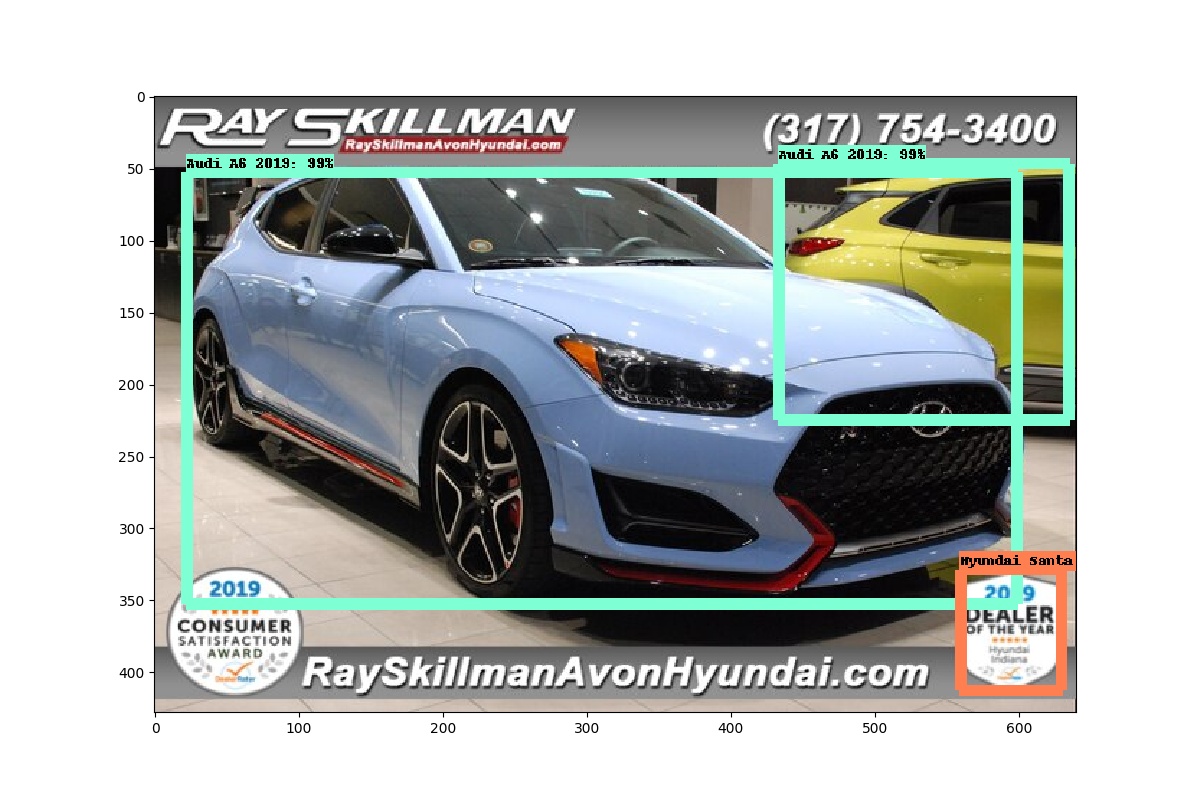 0
50
100
150
200
250
300
350
400
0 100 200 300 400 500 600
RAY SKILLMAN
RaySkillmanAvonHyundai.com
(317) 754-3400
Audi A6 2019: 99%
Audi A6 2019: 99%
Hyundai Santa
2019
CONSUMER
SATISFACTION
AWARD
DealerRater
2019
DEALER
OF THE YEAR
Hyundai
Indiana
RaySkillmanAvonHyundai.com